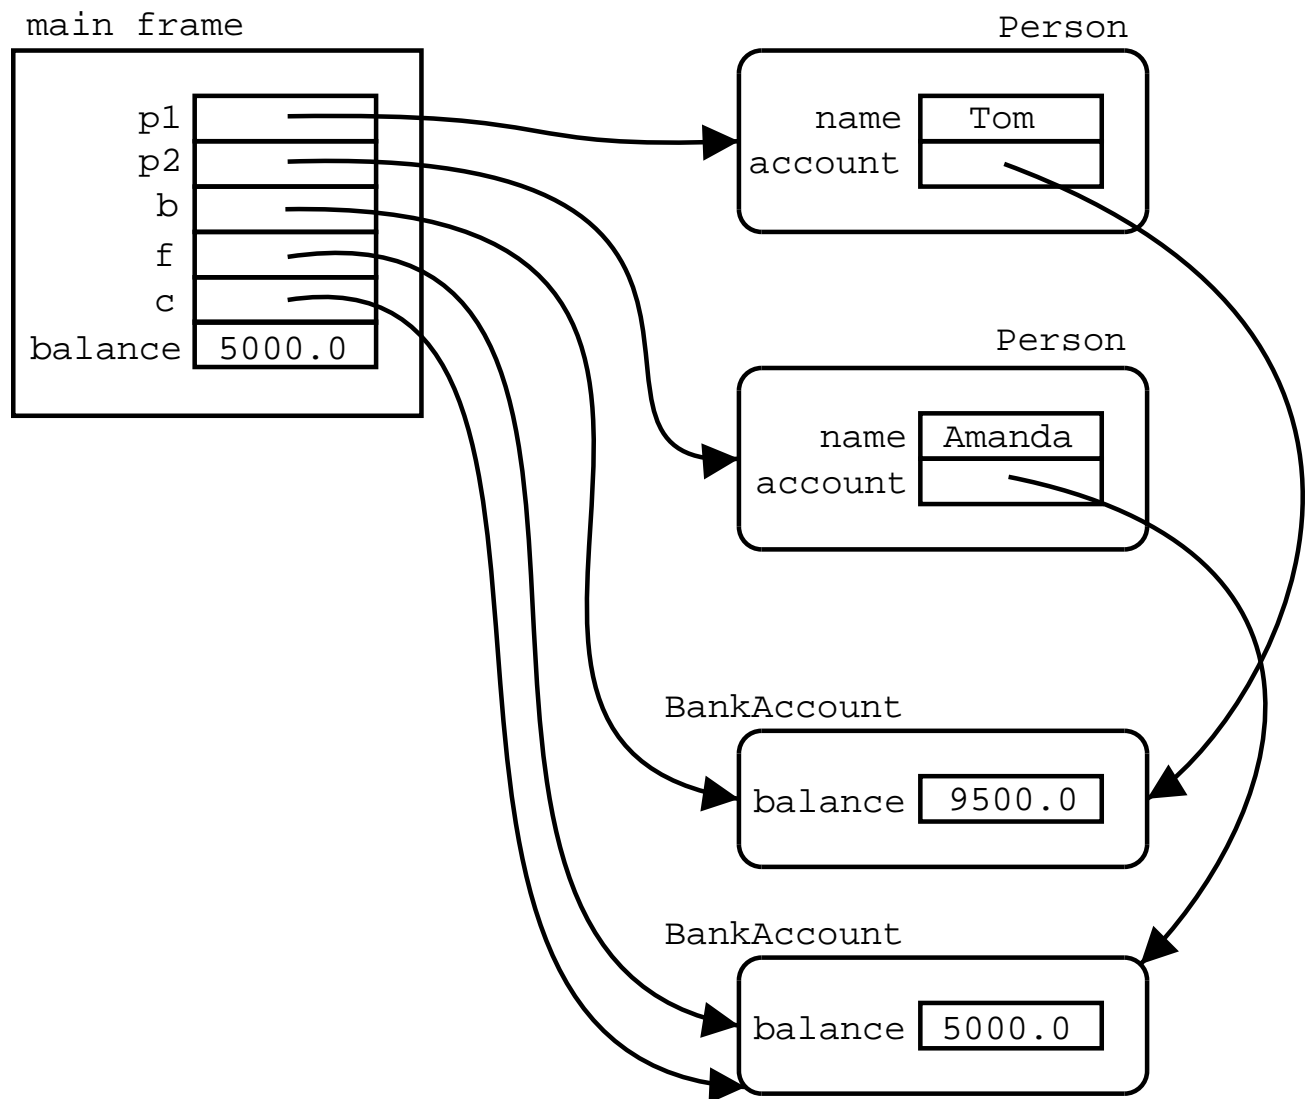 main frame
p1
p2
b
f
c
balance 5000.0
Person
name Tom
account
Person
name Amanda
account
BankAccount
balance 9500.0
BankAccount
balance 5000.0